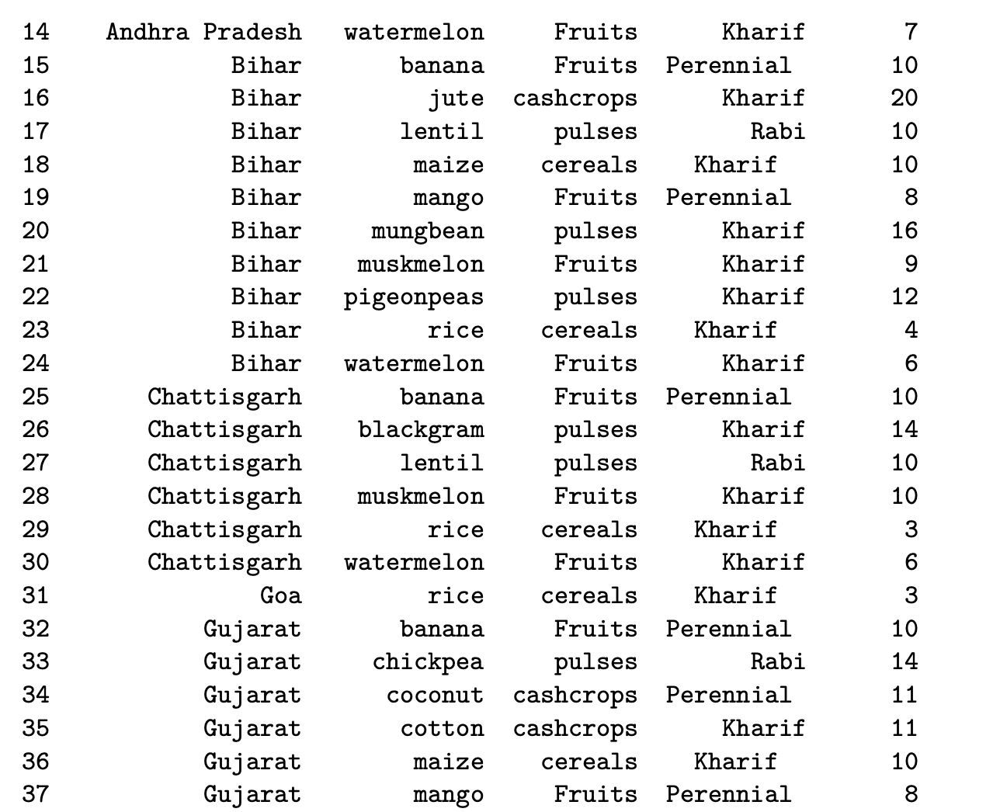 14 Andhra Pradesh watermelon Fruits Kharif 7
15 Bihar banana Fruits Perennial 10
16 Bihar jute cashcrops Kharif 20
17 Bihar lentil pulses Rabi 10
18 Bihar maize cereals Kharif 10
19 Bihar mango Fruits Perennial 8
20 Bihar mungbean pulses Kharif 16
21 Bihar muskmelon Fruits Kharif 9
22 Bihar pigeonpeas pulses Kharif 12
23 Bihar rice cereals Kharif 4
24 Bihar watermelon Fruits Kharif 6
25 Chattisgarh banana Fruits Perennial 10
26 Chattisgarh blackgram pulses Kharif 14
27 Chattisgarh lentil pulses Rabi 10
28 Chattisgarh muskmelon Fruits Kharif 10
29 Chattisgarh rice cereals Kharif 3
30 Chattisgarh watermelon Fruits Kharif 6
31 Goa rice cereals Kharif 3
32 Gujarat banana Fruits Perennial 10
33 Gujarat chickpea pulses Rabi 14
34 Gujarat coconut cashcrops Perennial 11
35 Gujarat cotton cashcrops Kharif 11
36 Gujarat maize cereals Kharif 10
37 Gujarat mango Fruits Perennial 8